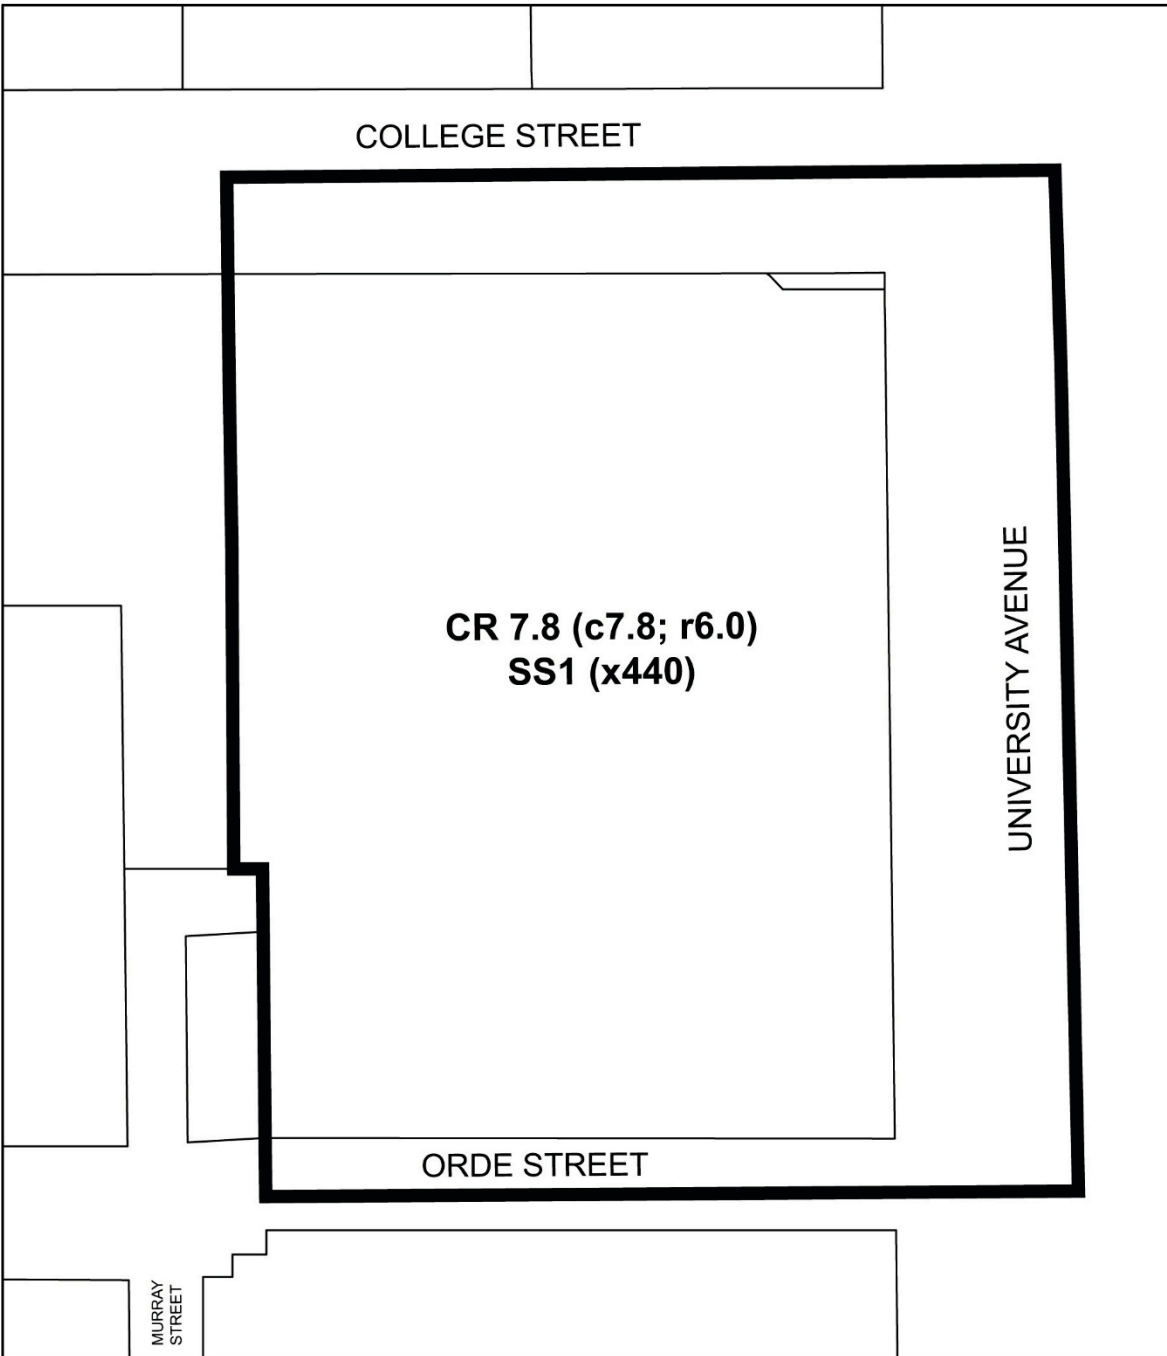 COLLEGE STREET
CR 7.8 (c7.8; r6.0)
SS1 (x440)
UNIVERSITY AVENUE
ORDE STREET
MURRAY
STREET